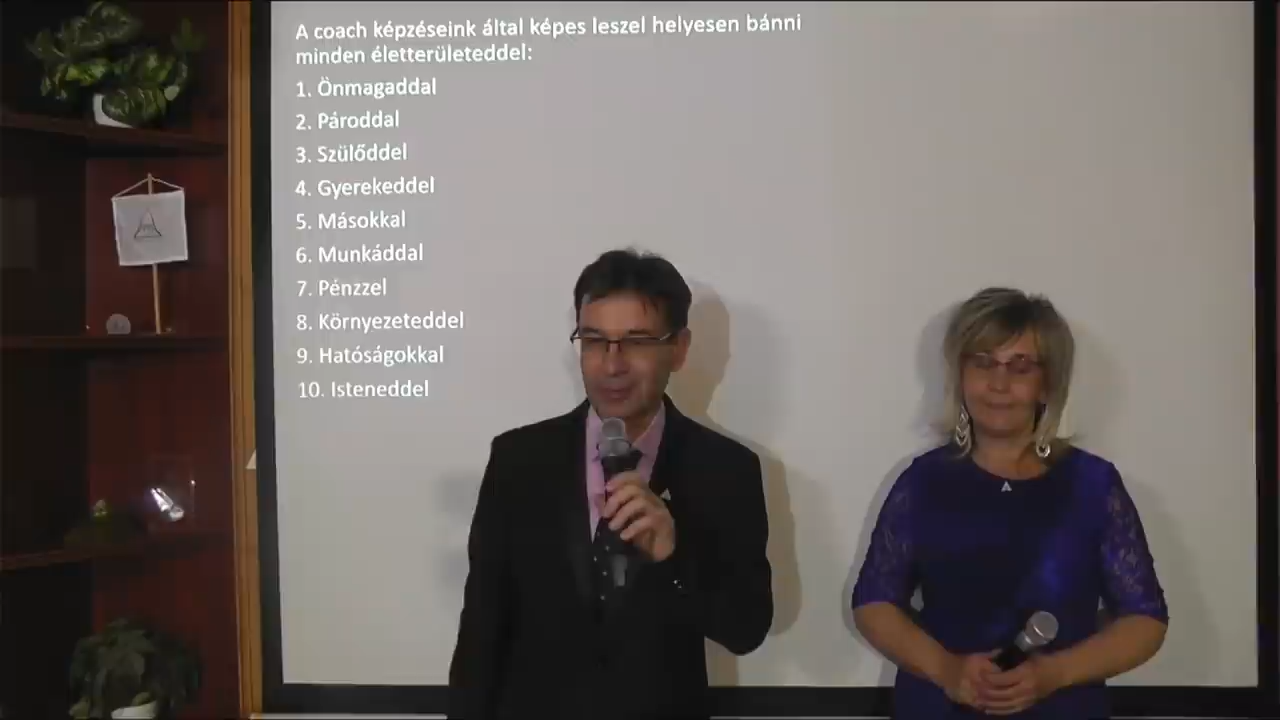 A coach képzéseink által képes leszel helyesen bánni
minden életterületeddel:
1. Önmagaddal
2. Pároddal
3. Szülőddel
4. Gyerekeddel
5. Másokkal
6. Munkáddal
7. Pénzzel
8. Környezeteddel
9. Hatóságokkal
10. Isteneddel